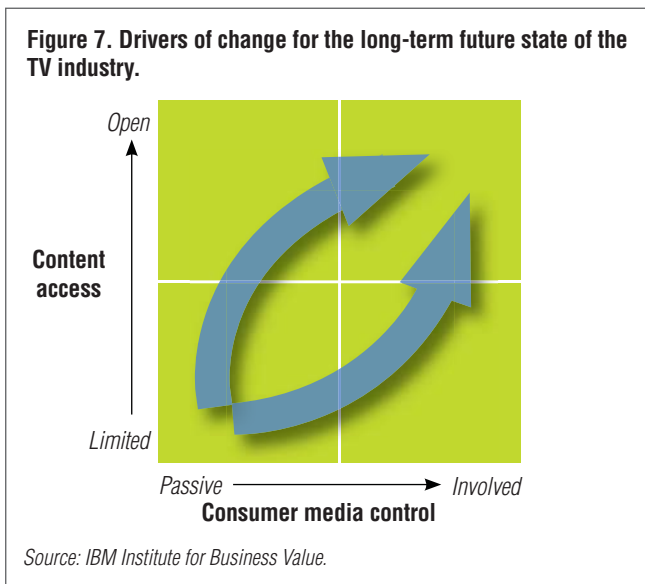 Figure 7. Drivers of change for the long-term future state of the
TV industry.
Open
Content
access
Limited
Passive
Involved
Consumer media control
Source: IBM Institute for Business Value.